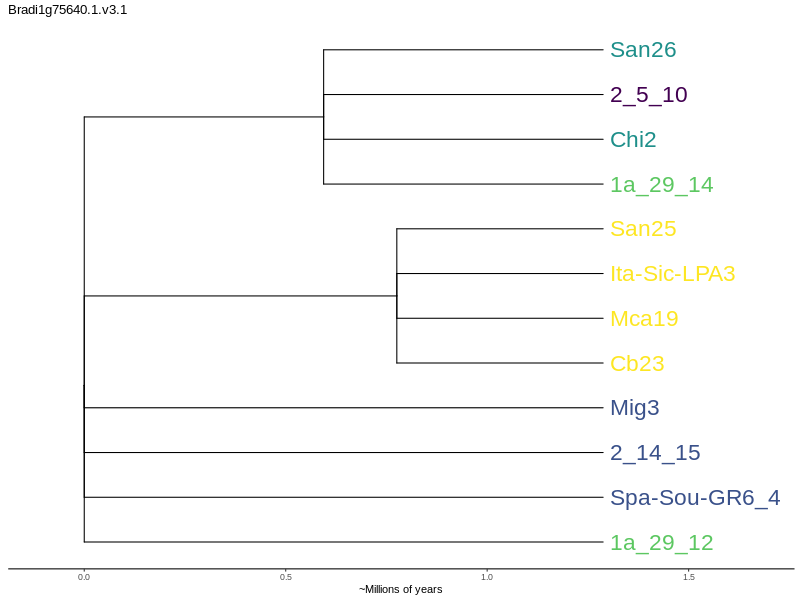 Bradi1g75640.1.v3.1
San26
2_5_10
Chi2
1a_29_14
San25
Ita-Sic-LPA3
Mca19
Cb23
Mig3
2_14_15
Spa-Sou-GR6_4
1a_29_12
0.0 0.5 1.0 1.5
~Millions of years